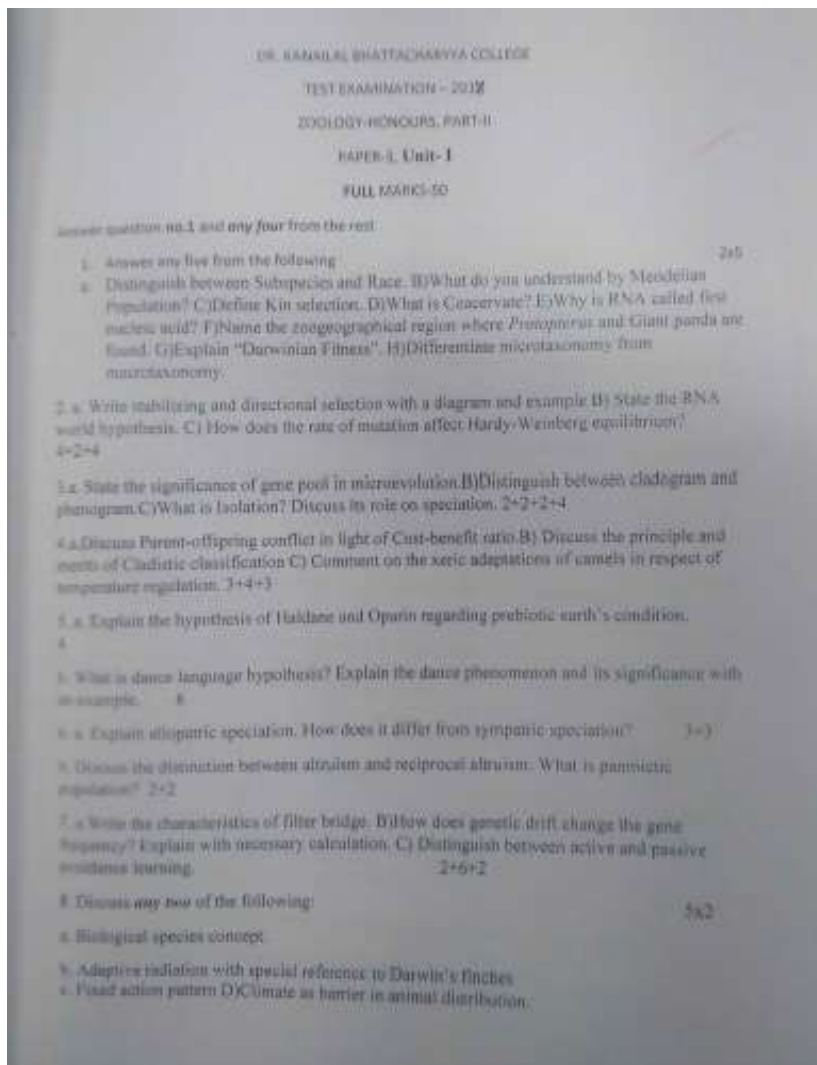 DR. KANAILAL BHATTACHARYYA COLLEGE
TEST EXAMINATION – 2018
ZOOLOGY-HONOURS, PART-II
PAPER-3, Unit- I
FULL MARKS-50
Answer question no.1 and any four from the rest
1. Answer any five from the following 2x5
a. Distinguish between Subspecies and Race. B)What do you understand by Mendelian
Population? C)Define Kin selection. D)What is Coacervate? E)Why is RNA called first
nucleic acid? F)Name the zoogeographical region where Protopterus and Giant panda are
found. G)Explain "Darwinian Fitness". H)Differentiate microtaxonomy from
macrotaxonomy.
2. a. Write stabilizing and directional selection with a diagram and example B) State the RNA
world hypothesis. C) How does the rate of mutation affect Hardy-Weinberg equilibrium?
4+2+4
3.a. State the significance of gene pool in microevolution.B)Distinguish between cladogram and
phenogram.C)What is Isolation? Discuss its role on speciation. 2+2+2+4
4.a.Discuss Parent-offspring conflict in light of Cost-benefit ratio.B) Discuss the principle and
merits of Cladistic classification C) Comment on the xeric adaptations of camels in respect of
temperature regulation. 3+4+3
5. a. Explain the hypothesis of Haldane and Oparin regarding prebiotic earth's condition.
4
b. What is dance language hypothesis? Explain the dance phenomenon and its significance with
an example. 6
6. a. Explain allopatric speciation. How does it differ from sympatric speciation? 3+3
b. Discuss the distinction between altruism and reciprocal altruism. What is panmictic
population? 2+2
7. a Write the characteristics of filter bridge. B)How does genetic drift change the gene
frequency? Explain with necessary calculation. C) Distinguish between active and passive
avoidance learning. 2+6+2
8. Discuss any two of the following: 5x2
a. Biological species concept
b. Adaptive radiation with special reference to Darwin's finches
c. Fixed action pattern D)Climate as barrier in animal distribution.